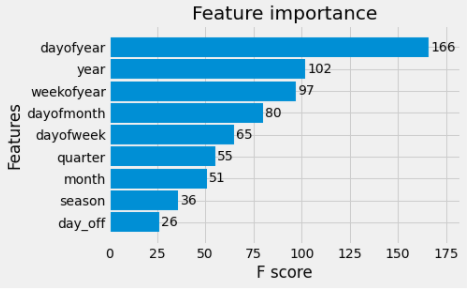 Feature importance
Features
dayofyear 166
year 102
weekofyear 97
dayofmonth 80
dayofweek 65
quarter 55
month 51
season 36
day_off 26
0 25 50 75 100 125 150 175
F score